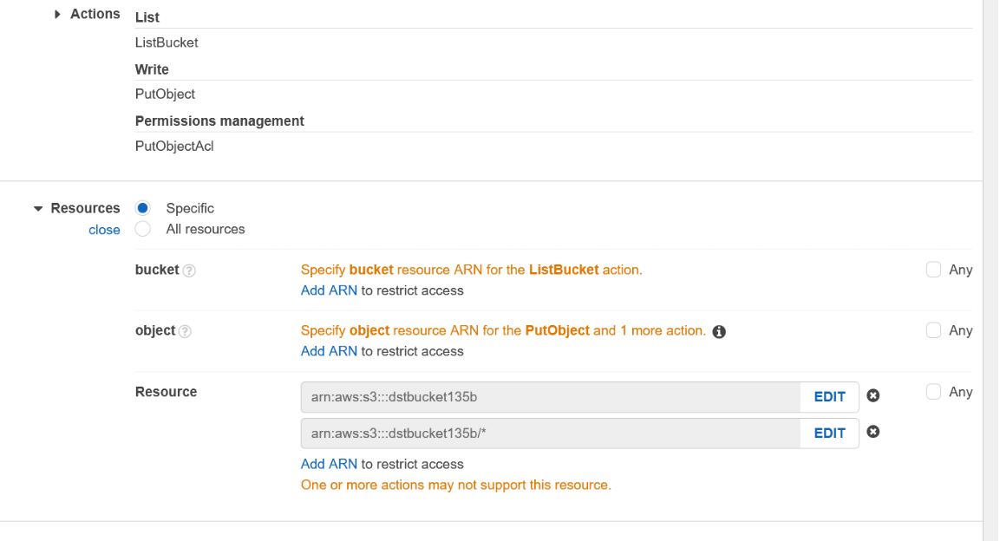 Actions
List
ListBucket
Write
PutObject
Permissions management
PutObjectAcl
Resources
Specific
close
All resources
bucket ?
Specify bucket resource ARN for the ListBucket action.
Any
Add ARN to restrict access
object ?
Specify object resource ARN for the PutObject and 1 more action.
Any
Add ARN to restrict access
Resource
arn:aws:s3:::dstbucket135b
EDIT
Any
arn:aws:s3:::dstbucket135b/*
EDIT
Add ARN to restrict access
One or more actions may not support this resource.